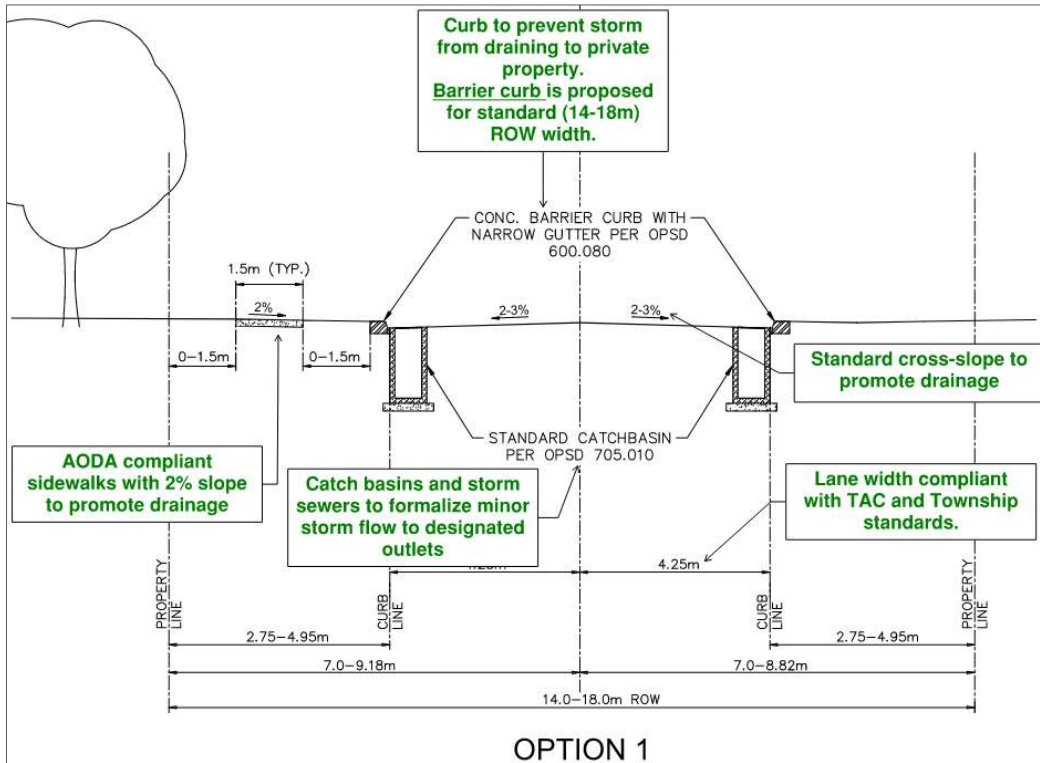 Curb to prevent storm
from draining to private
property.
Barrier curb is proposed
for standard (14-18m)
ROW width.
CONC. BARRIER CURB WITH
NARROW GUTTER PER OPSD
600.080
1.5m (TYP.)
2%
2-3%
2-3%
0-1.5m
0-1.5m
Standard cross-slope to
promote drainage
STANDARD CATCHBASIN
PER OPSD 705.010
AODA compliant
sidewalks with 2% slope
to promote drainage
Catch basins and storm
sewers to formalize minor
storm flow to designated
outlets
Lane width compliant
with TAC and Township
standards.
4.25m
PROPERTY
LINE
CURB
LINE
CURB
LINE
PROPERTY
LINE
2.75-4.95m
2.75-4.95m
7.0-9.18m
7.0-8.82m
14.0-18.0m ROW
OPTION 1